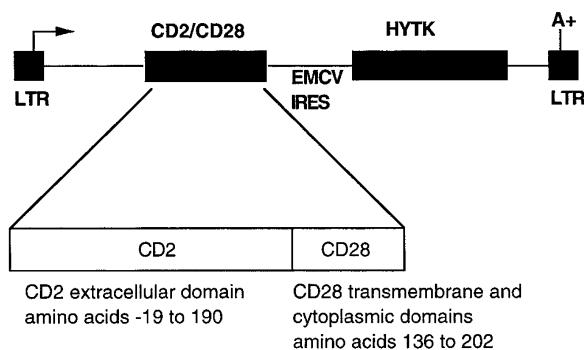 A+
CD2/CD28
HYTK
LTR
EMCV
IRES
LTR
CD2
CD28
CD2 extracellular domain
amino acids -19 to 190
CD28 transmembrane and
cytoplasmic domains
amino acids 136 to 202